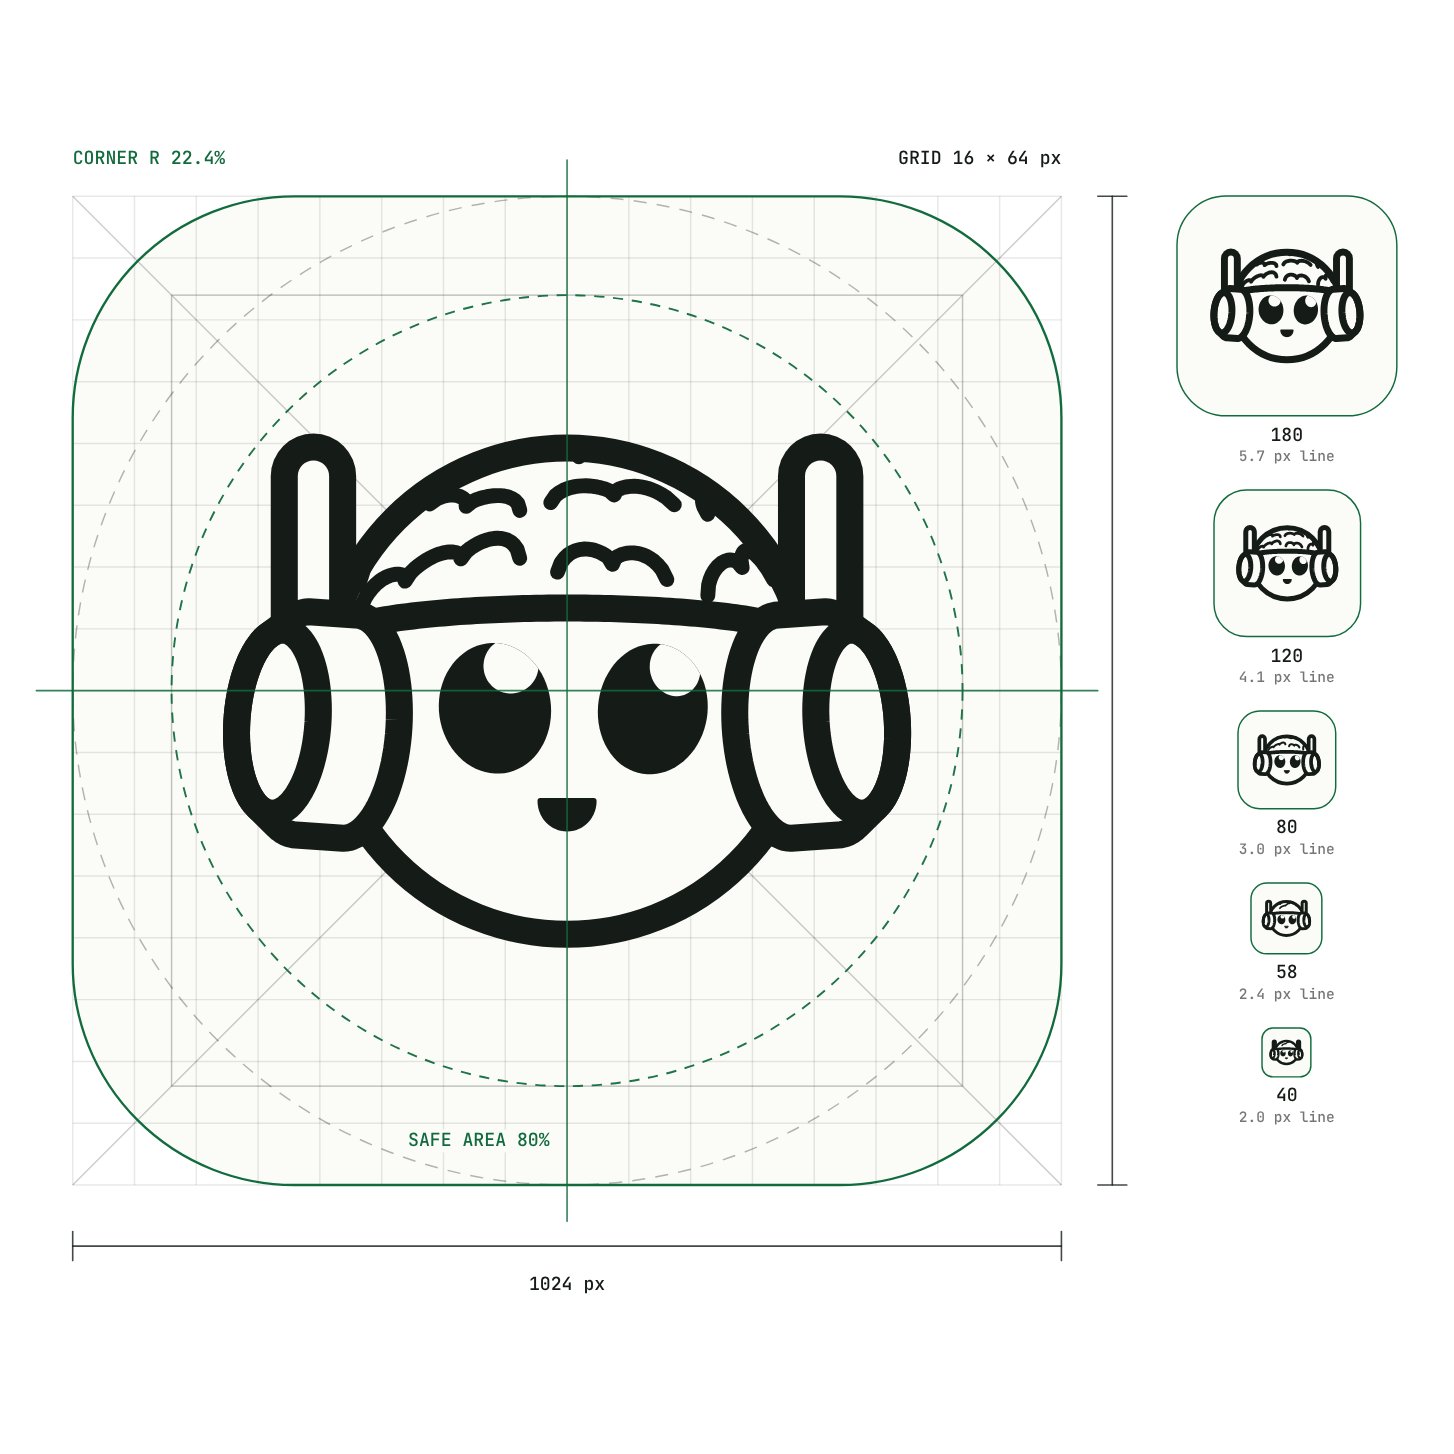 CORNER R 22.4%
GRID 16 × 64 px
180
5.7 px line
120
4.1 px line
80
3.0 px line
58
2.4 px line
40
2.0 px line
SAFE AREA 80%
1024 px